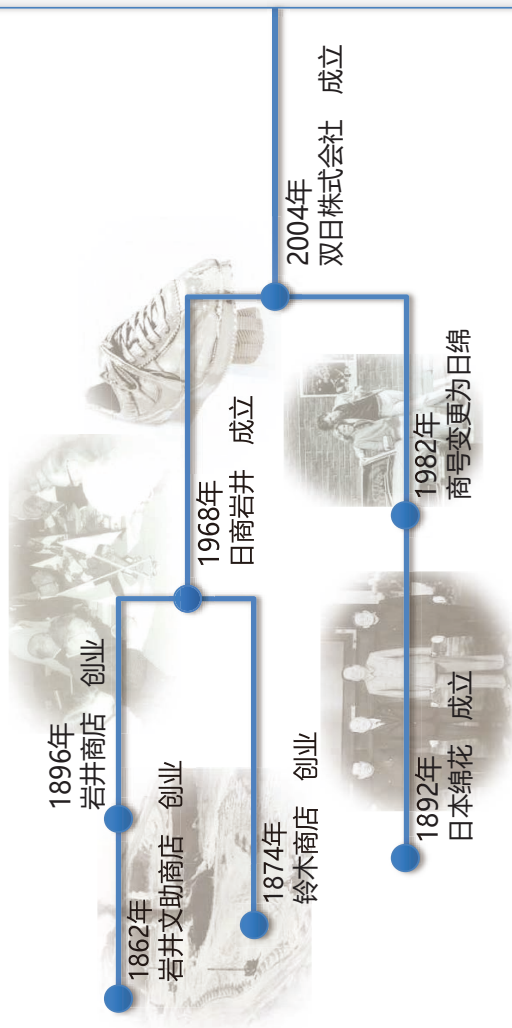 1862年
岩井文助商店 创业
1896年
岩井商店 创业
1874年
铃木商店 创业
1968年
日商岩井 成立
1892年
日本绵花 成立
1982年
商号变更为日绵
2004年
双日株式会社 成立